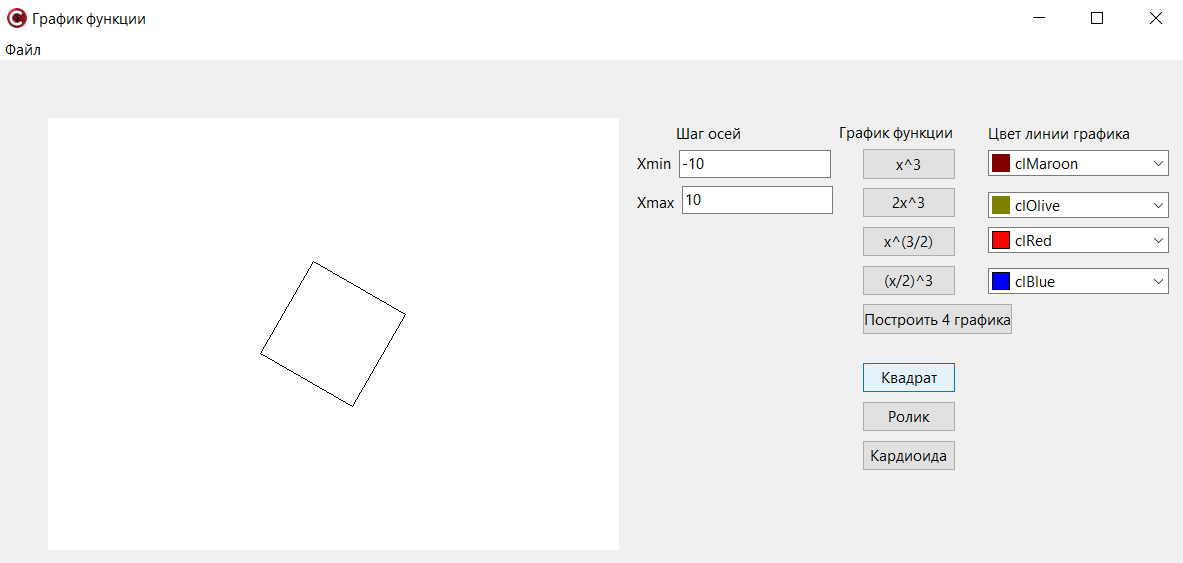 График функции
Файл
Шаг осей
График функции
Цвет линии графика
Xmin
-10
x^3
clMaroon
Xmax
10
2x^3
clOlive
x^(3/2)
clRed
(x/2)^3
clBlue
Построить 4 графика
Квадрат
Ролик
Кардиоида